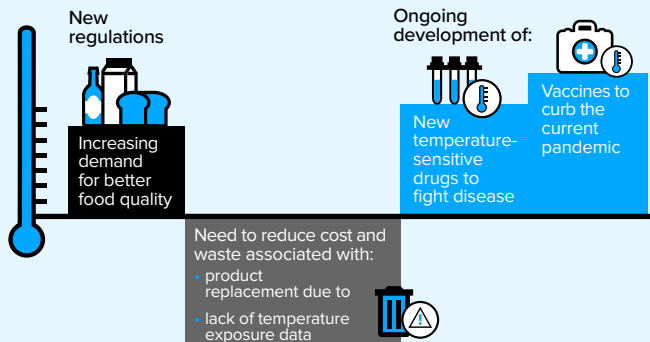 New
regulations
Increasing
demand
for better
food quality
Need to reduce cost and
waste associated with:
• product
replacement due to
• lack of temperature
exposure data
Ongoing
development of:
New
temperature-
sensitive
drugs to
fight disease
Vaccines to
curb the
current
pandemic